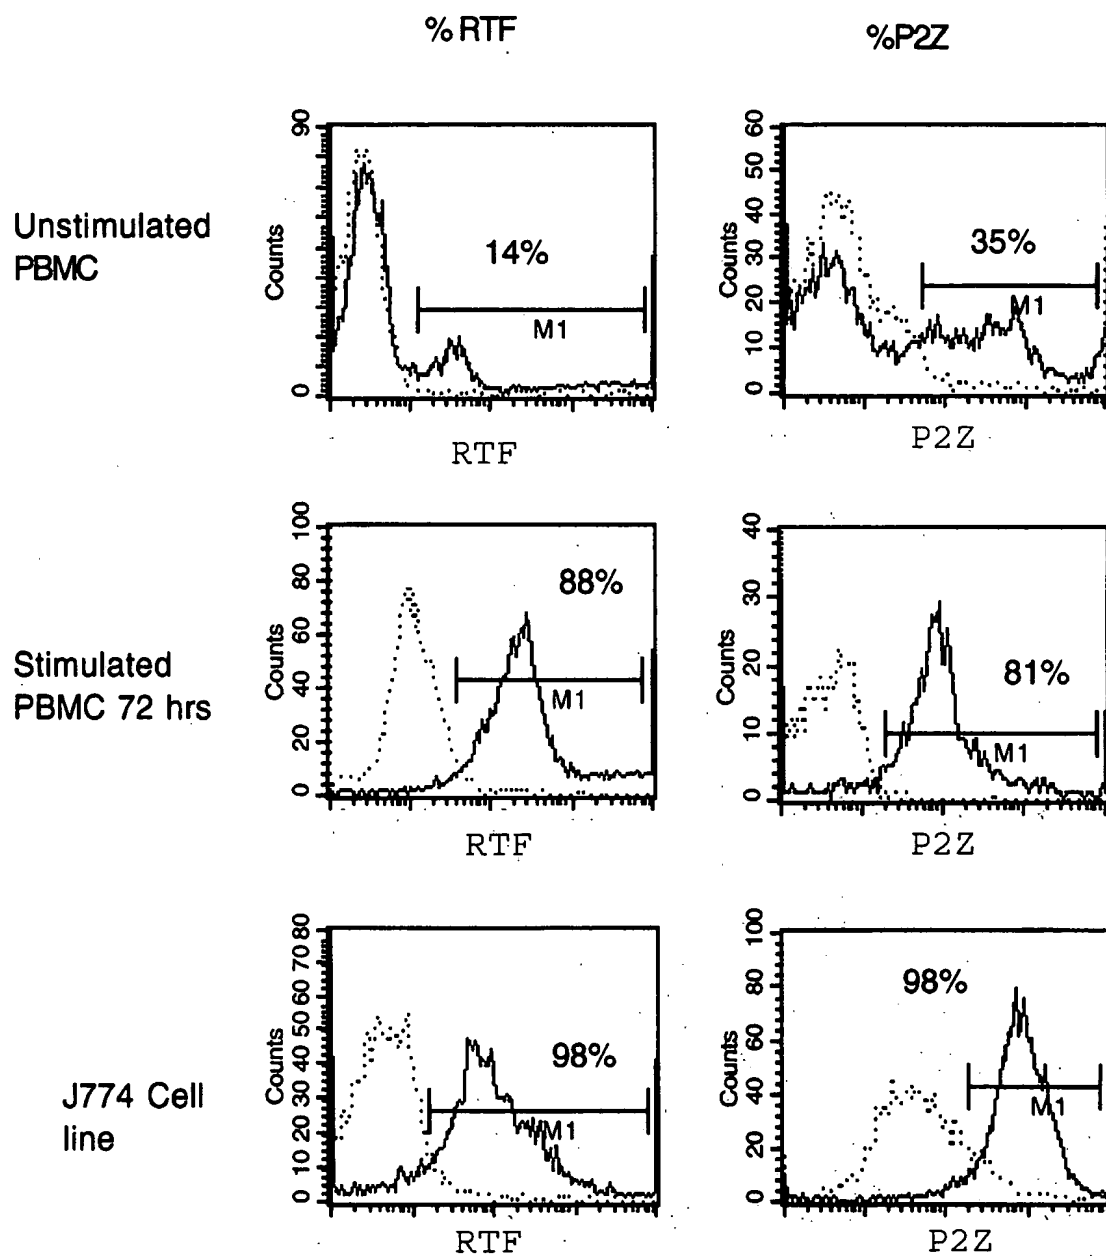 % RTF %P2Z
Unstimulated
PBMC
90
0
Counts
14%
M1
RTF
60
50
40
30
20
10
0
Counts
35%
M1
P2Z
Stimulated
PBMC 72 hrs
100
80
60
40
20
0
Counts
88%
M1
RTF
40
30
20
10
0
Counts
81%
M1
P2Z
J774 Cell
line
80
70
60
50
40
30
20
10
0
Counts
98%
M1
RTF
100
80
60
40
20
0
Counts
98%
M1
P2Z